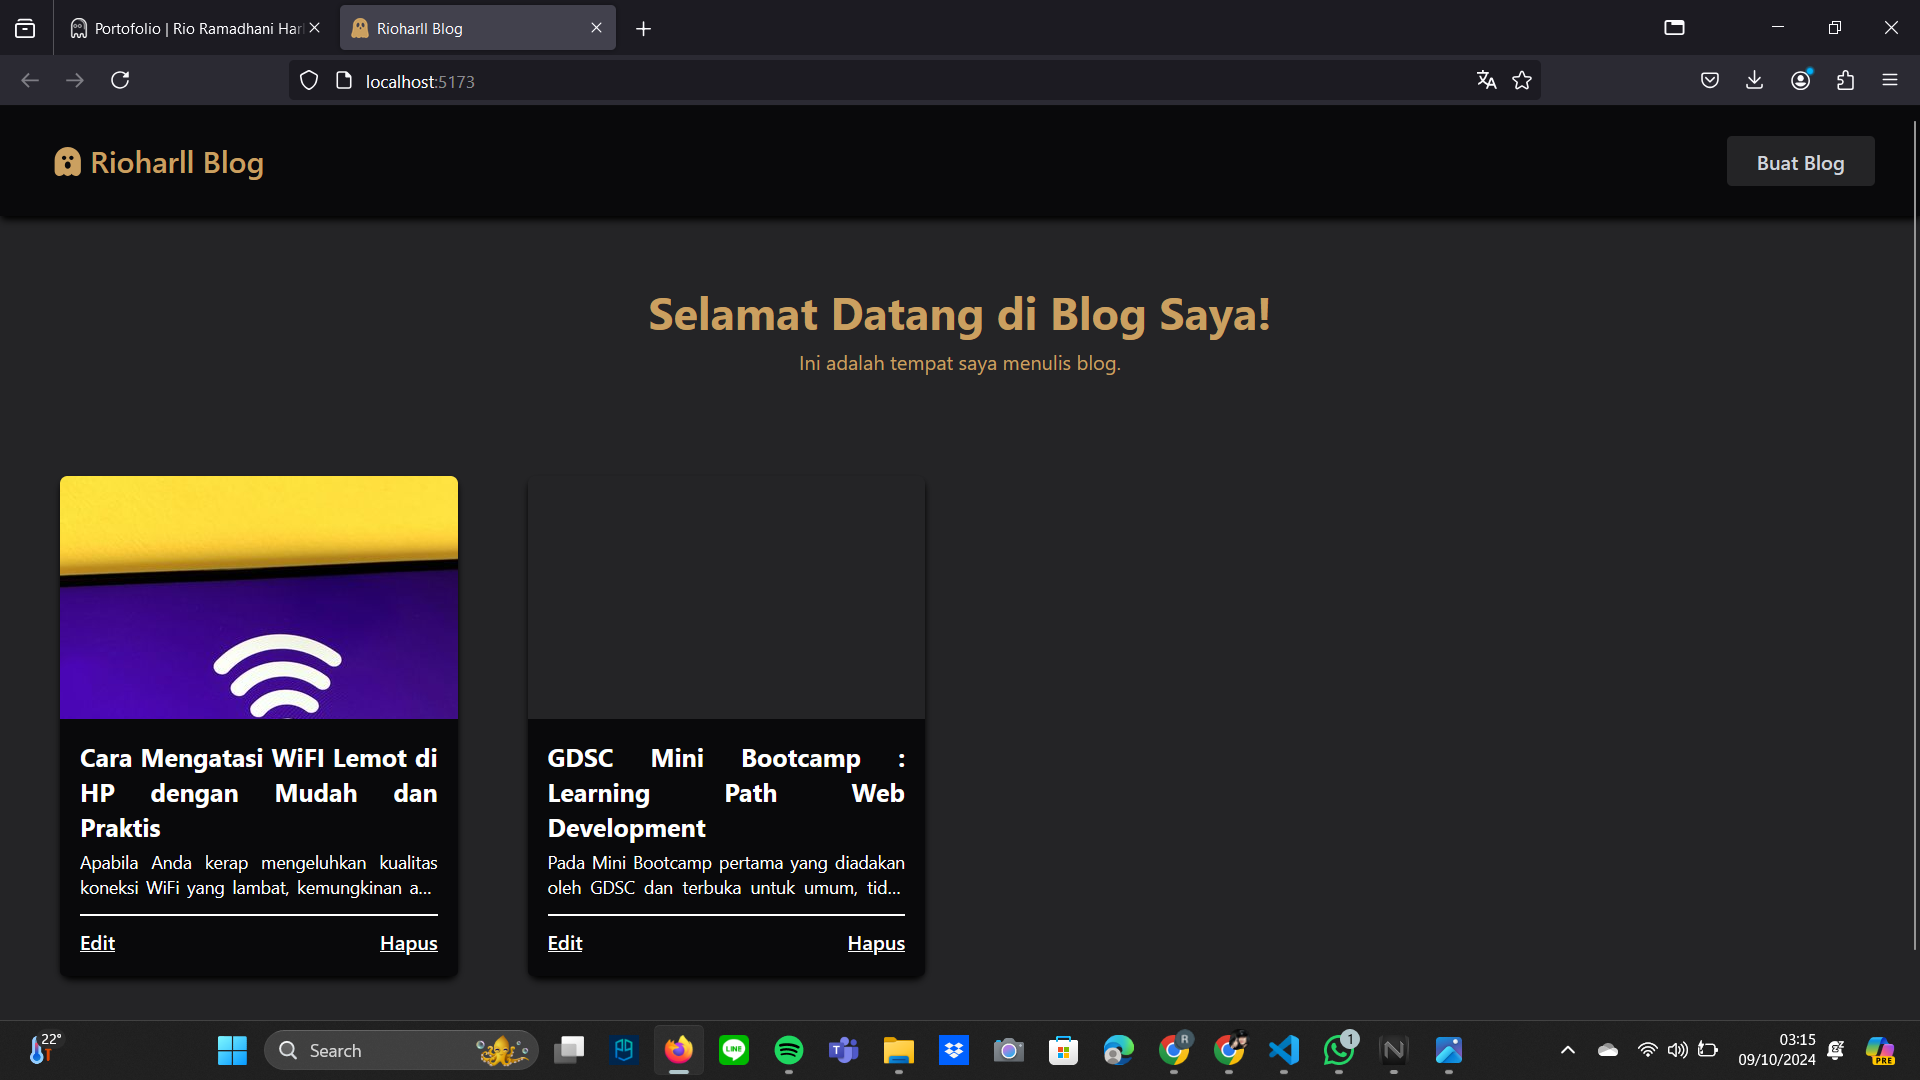 Portofolio | Rio Ramadhani Har
Rioharll Blog
localhost:5173
Rioharll Blog
Buat Blog
Selamat Datang di Blog Saya!
Ini adalah tempat saya menulis blog.
Cara Mengatasi WiFI Lemot di
HP dengan Mudah dan
Praktis
Apabila Anda kerap mengeluhkan kualitas
koneksi WiFi yang lambat, kemungkinan a...
Edit
Hapus
GDSC Mini Bootcamp :
Learning Path Web
Development
Pada Mini Bootcamp pertama yang diadakan
oleh GDSC dan terbuka untuk umum, tid...
Edit
Hapus
22°
Search
LINE
R
1
03:15
09/10/2024
PRE